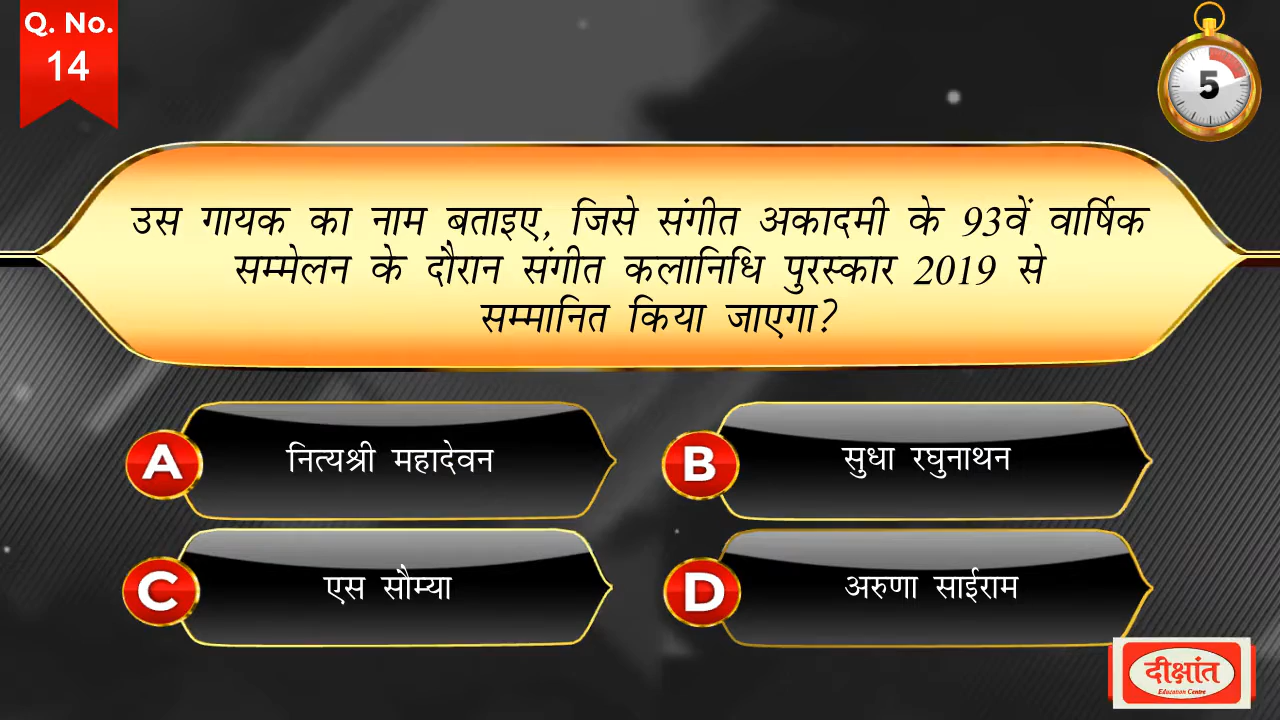 Q. No.
14
5
उस गायक का नाम बताइए, जिसे संगीत अकादमी के 93वें वार्षिक
सम्मेलन के दौरान संगीत कलानिधि पुरस्कार 2019 से
सम्मानित किया जाएगा?
A नित्यश्री महादेवन
B सुधा रघुनाथन
C एस सौम्या
D अरुणा साईराम
दीक्षांत
Education Centre